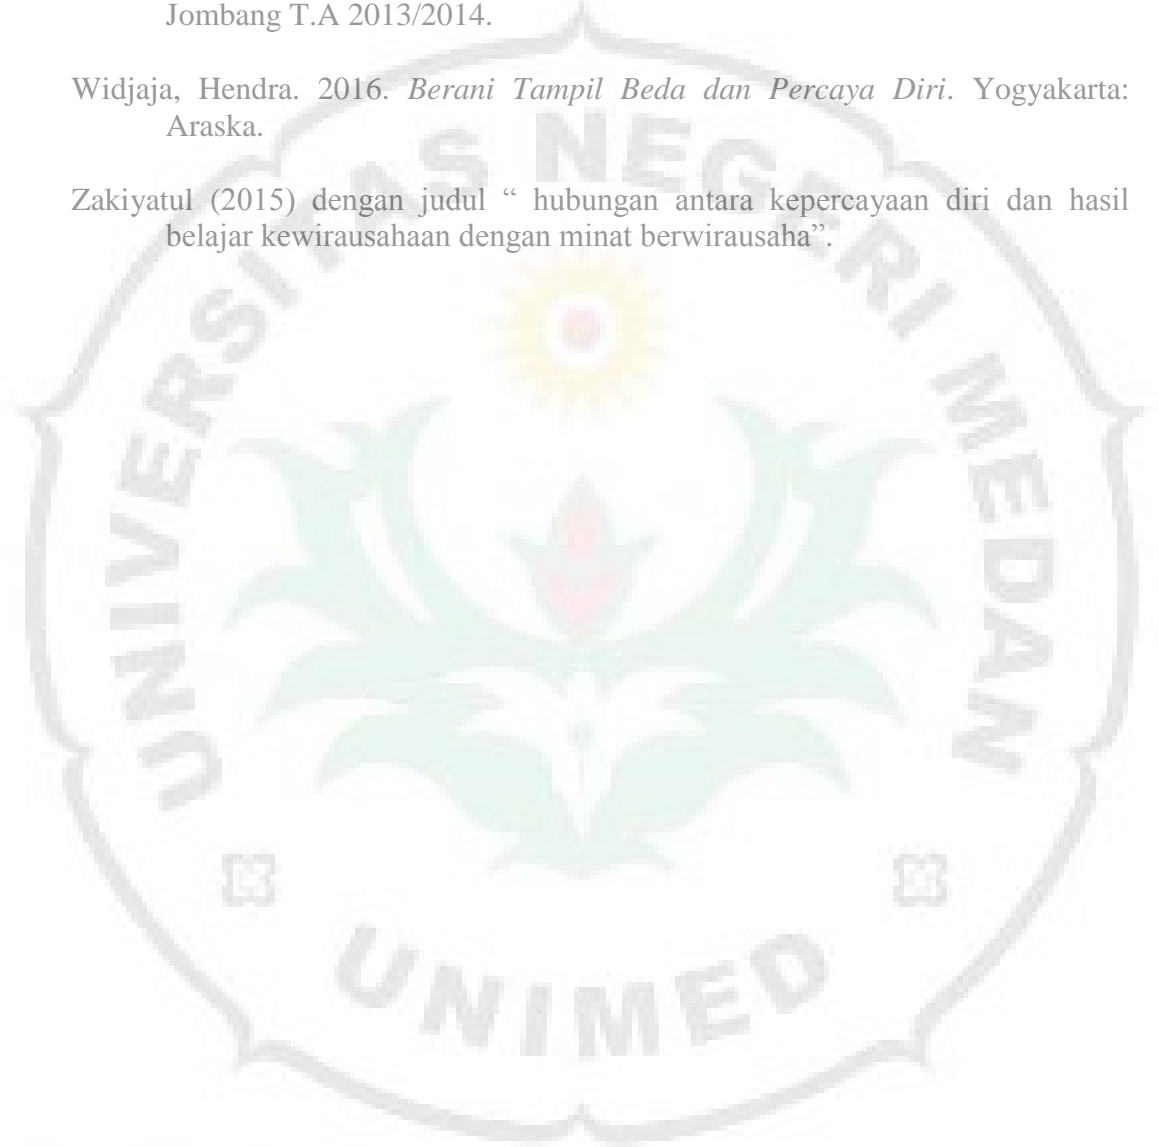 Jombang T.A 2013/2014.
Widjaja, Hendra. 2016. Berani Tampil Beda dan Percaya Diri. Yogyakarta:
Araska.
Zakiyatul (2015) dengan judul “ hubungan antara kepercayaan diri dan hasil
belajar kewirausahaan dengan minat berwirausaha”.
UNIVERSITAS NEGERI MEDAN
UNIMED